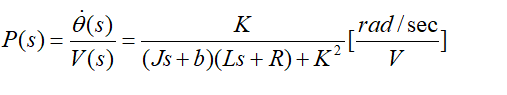 P(s) = θ̇(s) / V(s) = K / ((Js + b)(Ls + R) + K²) [ (rad / sec) / V ]